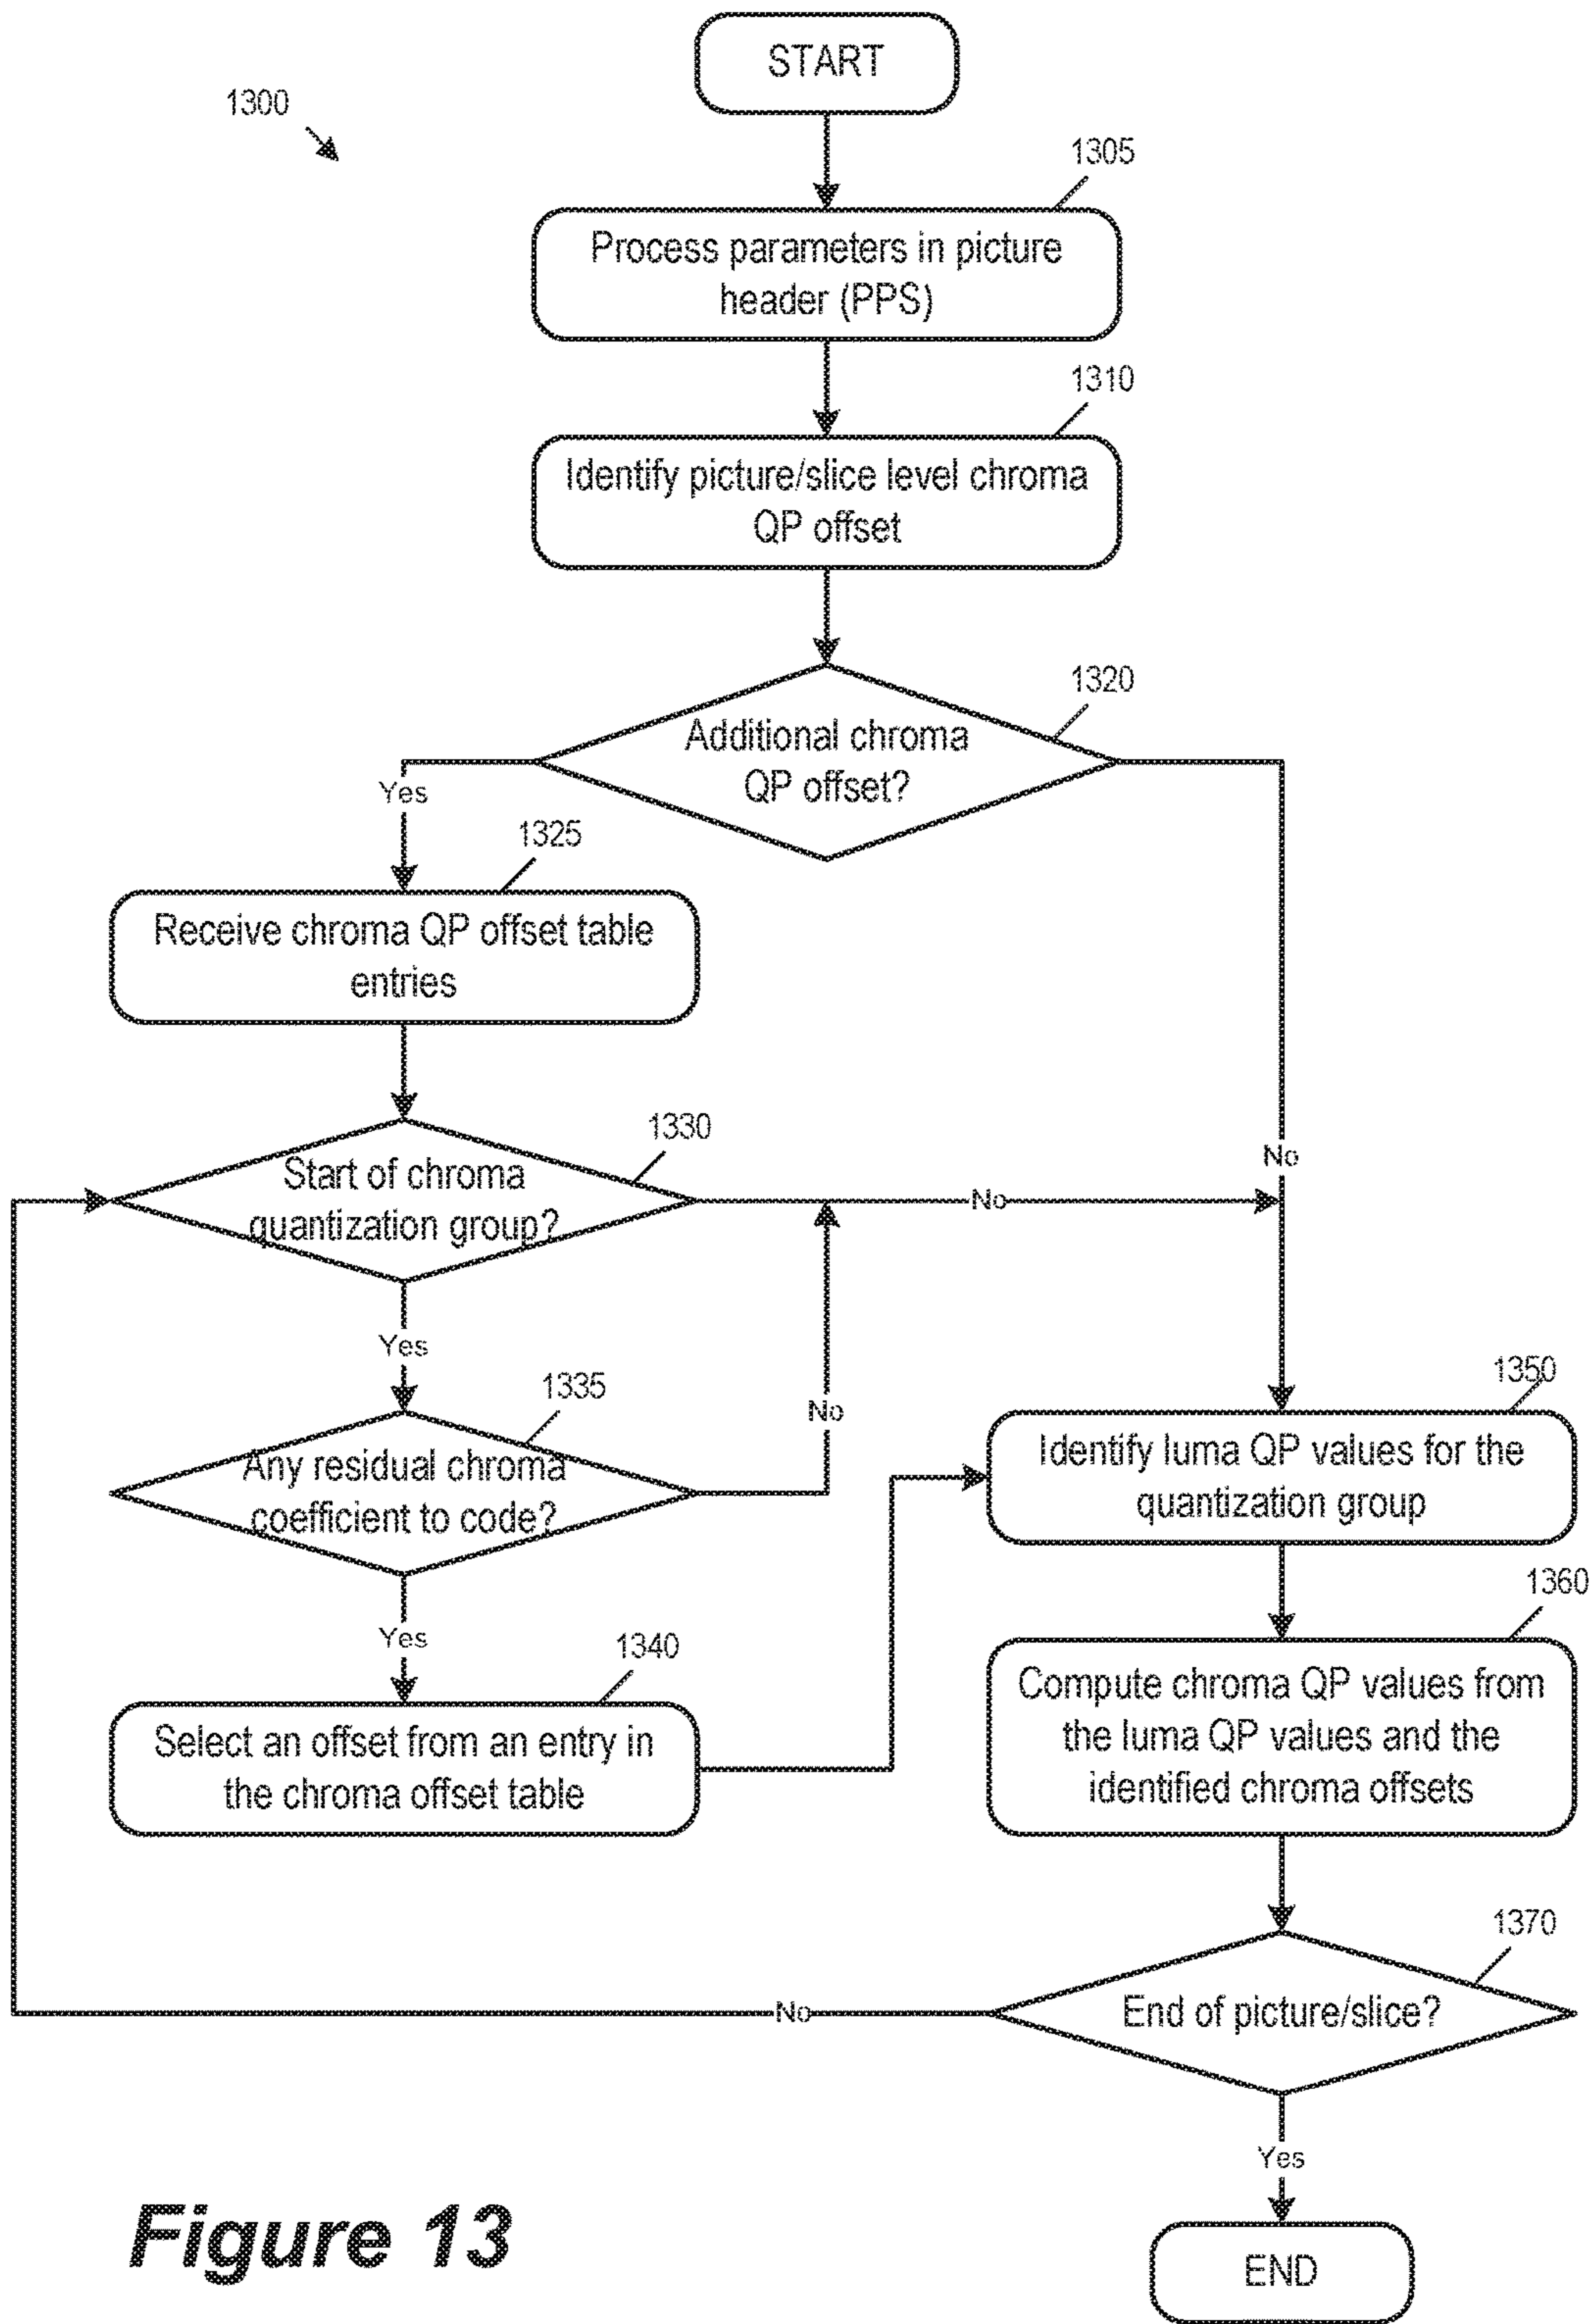 START
1300
1305
Process parameters in picture
header (PPS)
1310
Identify picture/slice level chroma
QP offset
1320
Additional chroma
QP offset?
Yes
1325
Receive chroma QP offset table
entries
1330
Start of chroma
quantization group?
No
No
Yes
1335
Any residual chroma
coefficient to code?
No
1350
Identify luma QP values for the
quantization group
Yes
1340
Select an offset from an entry in
the chroma offset table
1360
Compute chroma QP values from
the luma QP values and the
identified chroma offsets
1370
End of picture/slice?
No
Yes
END
Figure 13